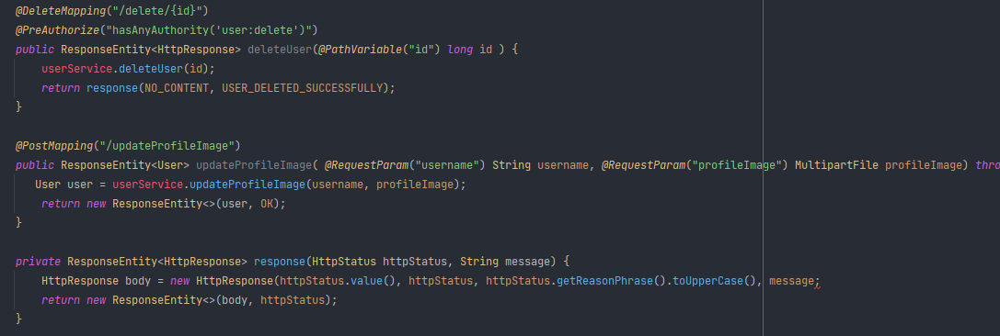 @DeleteMapping("/delete/{id}")
@PreAuthorize("hasAnyAuthority('user:delete')")
public ResponseEntity<HttpResponse> deleteUser(@PathVariable("id") long id ) {
userService.deleteUser(id);
return response(NO_CONTENT, USER_DELETED_SUCCESSFULLY);
}
@PostMapping("/updateProfileImage")
public ResponseEntity<User> updateProfileImage( @RequestParam("username") String username, @RequestParam("profileImage") MultipartFile profileImage) thro
User user = userService.updateProfileImage(username, profileImage);
return new ResponseEntity<>(user, OK);
}
private ResponseEntity<HttpResponse> response(HttpStatus httpStatus, String message) {
HttpResponse body = new HttpResponse(httpStatus.value(), httpStatus, httpStatus.getReasonPhrase().toUpperCase(), message;
return new ResponseEntity<>(body, httpStatus);
}